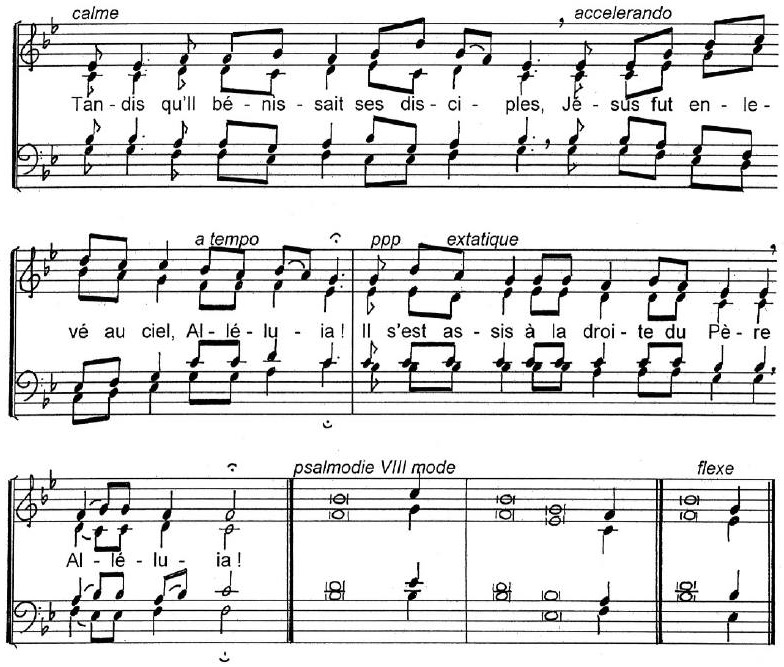 calme accelerando
Tan - dis qu'Il bé - nis - sait ses dis - ci - ples, Jé - sus fut en - le -
a tempo ppp extatique
vé au ciel, Al - lé - lu - ia ! Il s'est as - sis à la droi - te du Pè - re
psalmodie VIII mode flexe
Al - lé - lu - ia !